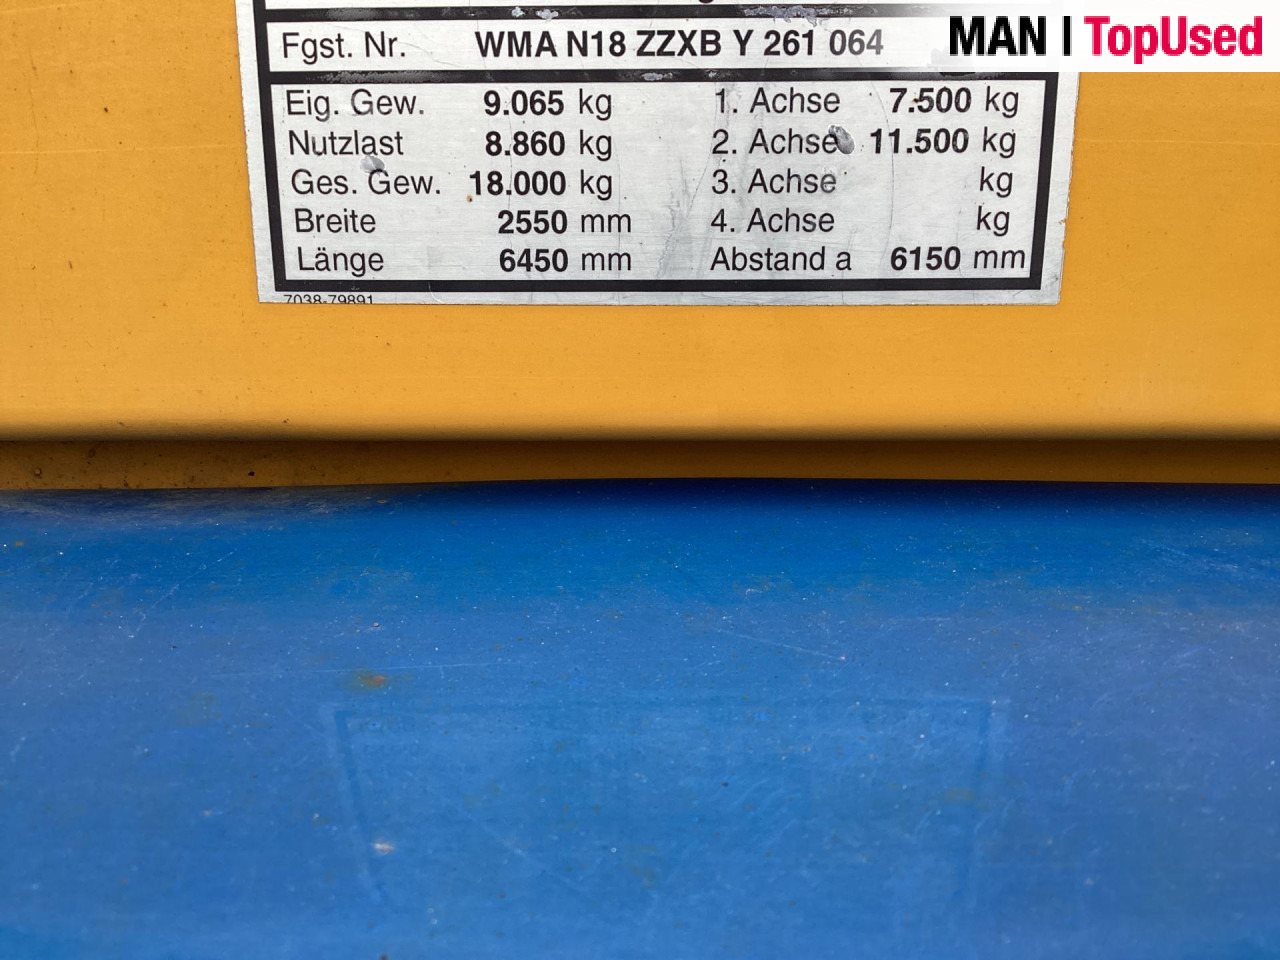 MAN | TopUsed
Fgst. Nr. WMA N18 ZZXB Y 261 064
Eig. Gew. 9.065 kg 1. Achse 7.500 kg
Nutzlast 8.860 kg 2. Achse 11.500 kg
Ges. Gew. 18.000 kg 3. Achse kg
Breite 2550 mm 4. Achse kg
Länge 6450 mm Abstand a 6150 mm
7038-79891